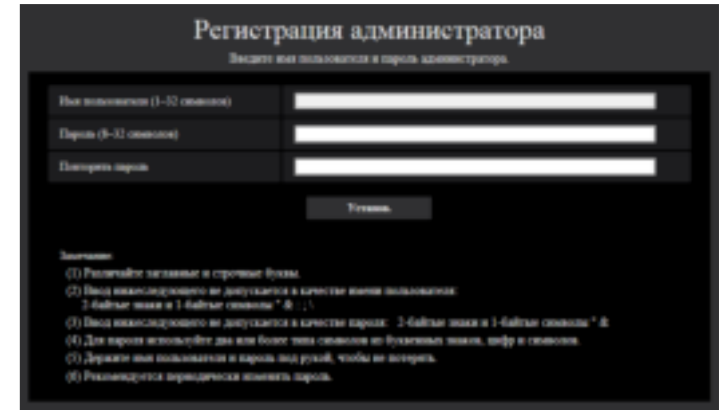 Регистрация администратора
Введите имя пользователя и пароль администратора.
Имя пользователя (1-32 символов)
Пароль (8-32 символов)
Повторить пароль
Установ.
Замечание:
(1) Различайте заглавные и строчные буквы.
(2) Ввод нижеследующего не допускается в качестве имени пользователя:
2-байтные знаки и 1-байтные символы " & : ; \
(3) Ввод нижеследующего не допускается в качестве пароля: 2-байтные знаки и 1-байтные символы " &
(4) Для пароля используйте два или более типа символов из буквенных знаков, цифр и символов.
(5) Держите имя пользователя и пароль под рукой, чтобы не потерять.
(6) Рекомендуется периодически изменять пароль.